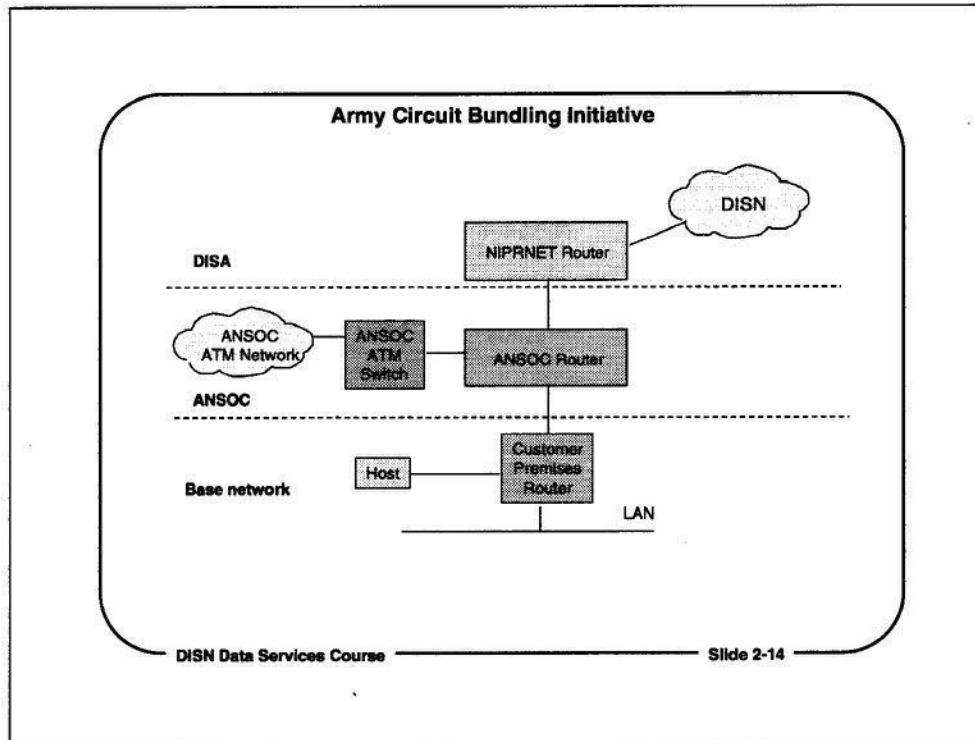 Army Circuit Bundling Initiative
DISN
NIPRNET Router
DISA
ANSOC
ATM Network
ANSOC
ATM
Switch
ANSOC Router
ANSOC
Customer
Premises
Router
Host
Base network
LAN
DISN Data Services Course
Slide 2-14